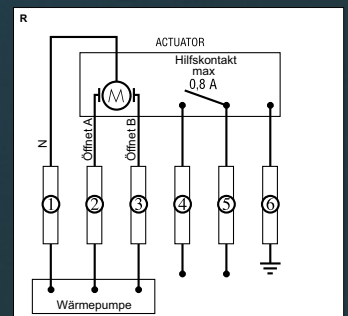 R
ACTUATOR
Hilfskontakt
max
0,8 A
M
N
Öffnet A
Öffnet B
1 2 3 4 5 6
Wärmepumpe